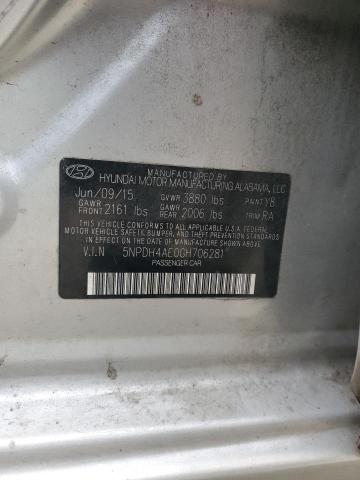 MANUFACTURED BY
HYUNDAI MOTOR MANUFACTURING ALABAMA, LLC
Jun/09/15 GVWR 3880 lbs PAINT Y8
GAWR FRONT 2161 lbs GAWR REAR 2006 lbs TRIM RA
THIS VEHICLE CONFORMS TO ALL APPLICABLE U.S.A. FEDERAL
MOTOR VEHICLE SAFETY, BUMPER, AND THEFT PREVENTION
STANDARDS IN EFFECT ON THE DATE OF MANUFACTURE SHOWN ABOVE.
V.I.N 5NPDH4AE0GH706281
PASSENGER CAR